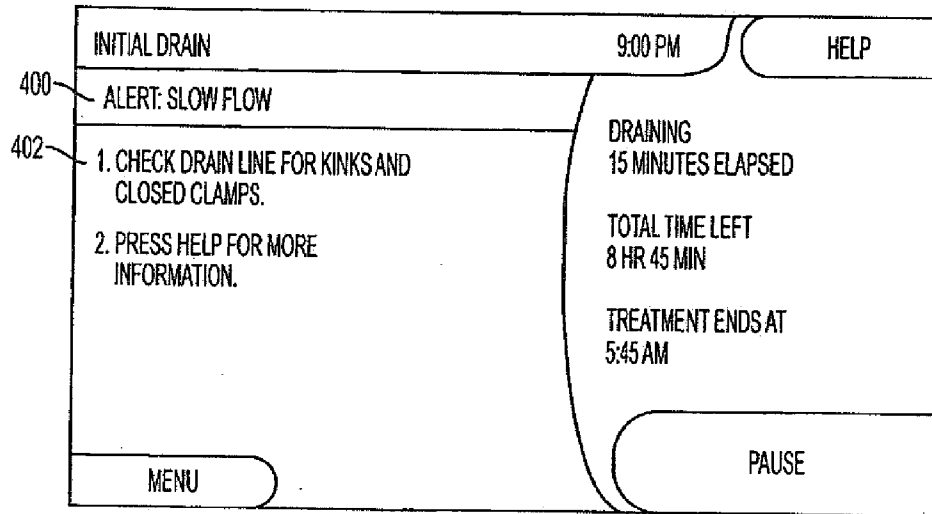 INITIAL DRAIN 9:00 PM HELP
400 ALERT: SLOW FLOW
402 1. CHECK DRAIN LINE FOR KINKS AND
CLOSED CLAMPS.
2. PRESS HELP FOR MORE
INFORMATION.
DRAINING
15 MINUTES ELAPSED
TOTAL TIME LEFT
8 HR 45 MIN
TREATMENT ENDS AT
5:45 AM
MENU
PAUSE